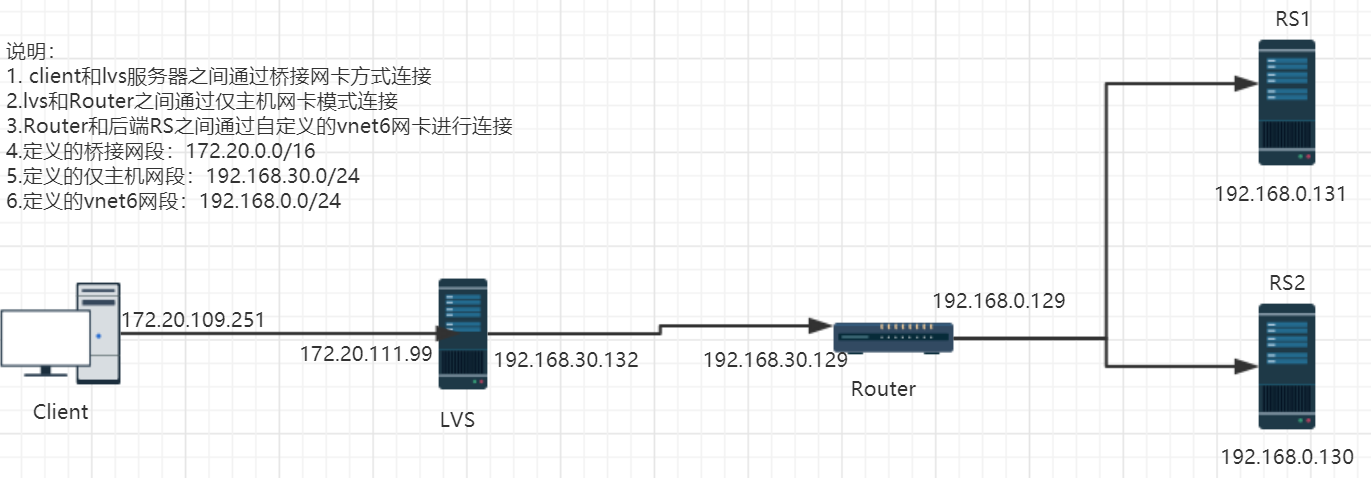 说明：
1. client和lvs服务器之间通过桥接网卡方式连接
2.lvs和Router之间通过仅主机网卡模式连接
3.Router和后端RS之间通过自定义的vnet6网卡进行连接
4.定义的桥接网段：172.20.0.0/16
5.定义的仅主机网段：192.168.30.0/24
6.定义的vnet6网段：192.168.0.0/24
RS1
192.168.0.131
RS2
192.168.0.130
172.20.109.251
Client
172.20.111.99
LVS
192.168.30.132
192.168.30.129
Router
192.168.0.129